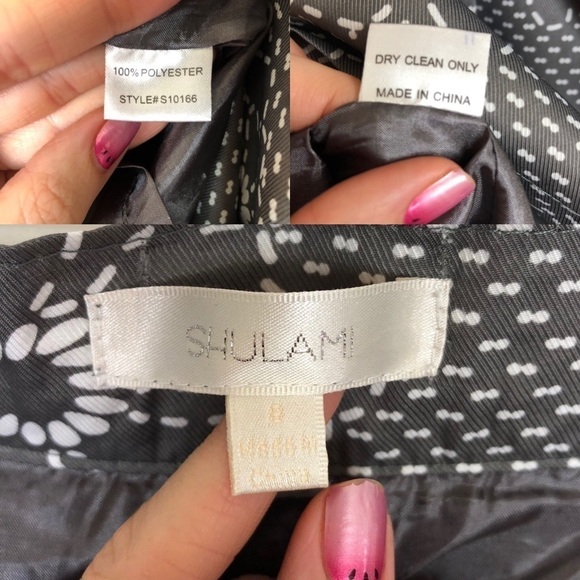 100% POLYESTER
STYLE#S10166
DRY CLEAN ONLY
MADE IN CHINA
SHULAMI
8
Made in
China